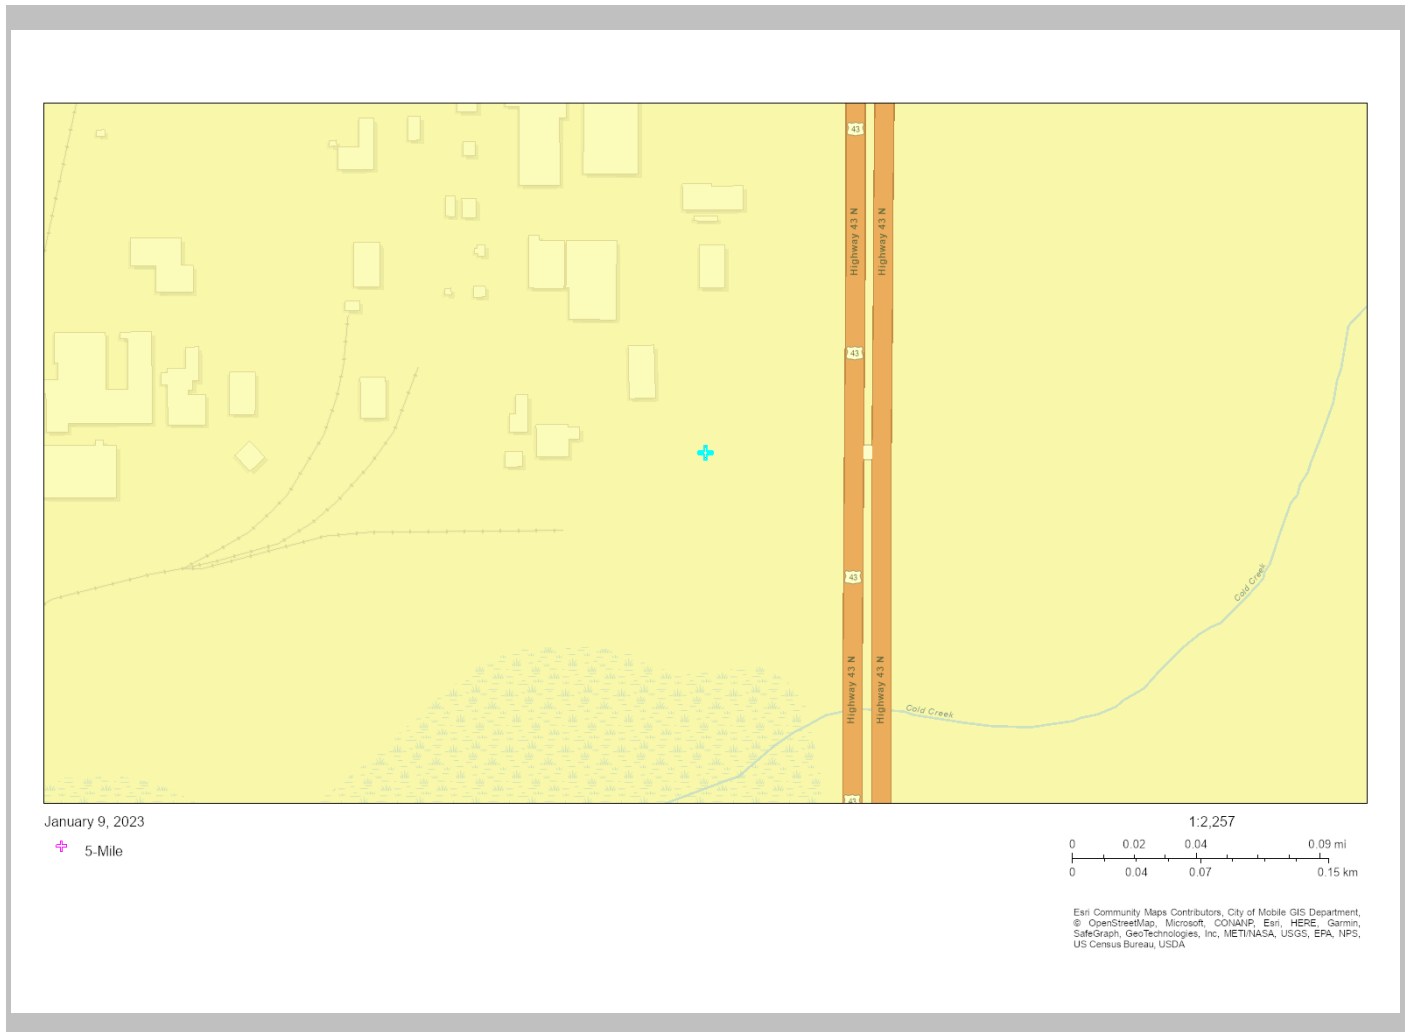 43
Highway 43 N
Highway 43 N
43
43
Cold Creek
Highway 43 N
Highway 43 N
Cold Creek
43
January 9, 2023
5-Mile
1:2,257
0 0.02 0.04 0.09 mi
0 0.04 0.07 0.15 km
Esri Community Maps Contributors, City of Mobile GIS Department,
© OpenStreetMap, Microsoft, CONANP, Esri, HERE, Garmin,
SafeGraph, GeoTechnologies, Inc, METI/NASA, USGS, EPA, NPS,
US Census Bureau, USDA